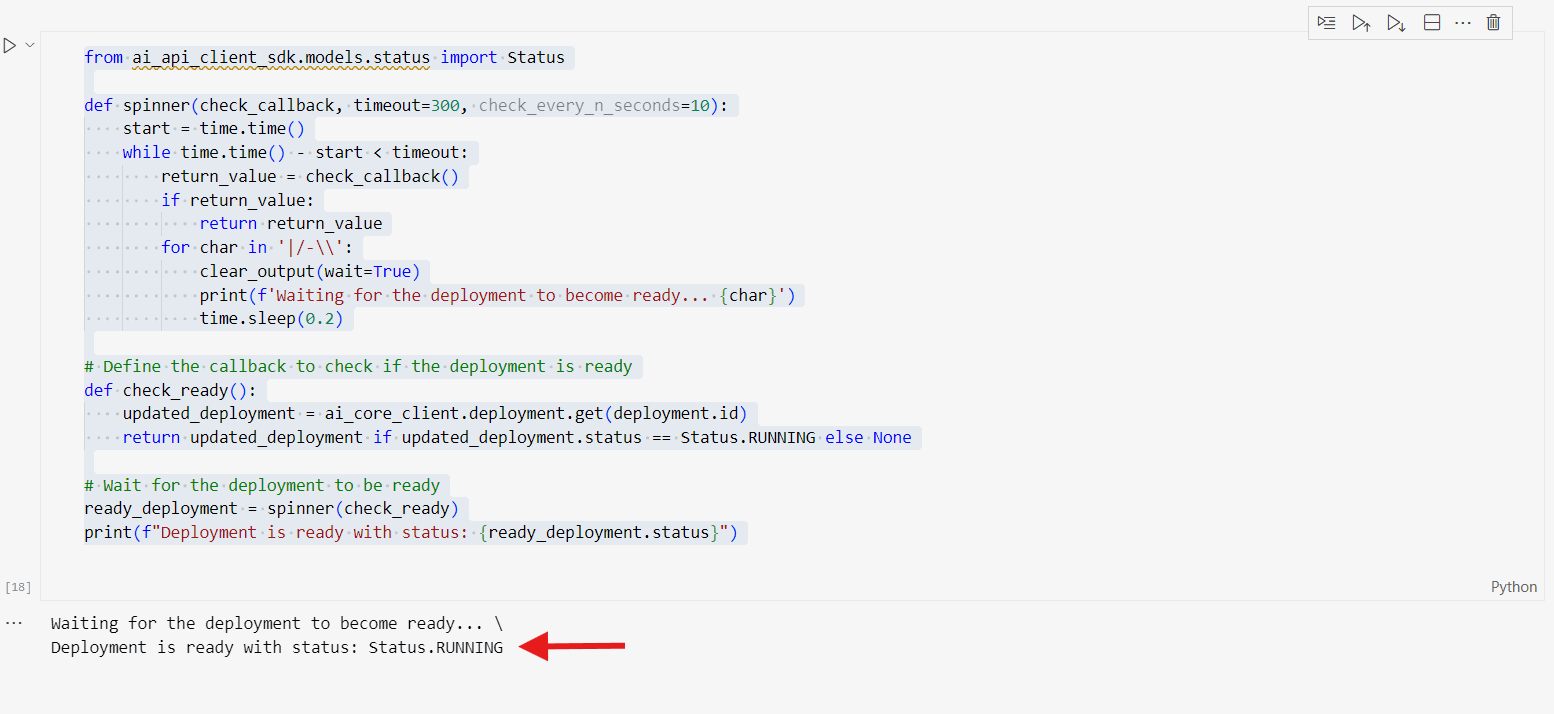 from ai_api_client_sdk.models.status import Status
def spinner(check_callback, timeout=300, check_every_n_seconds=10):
    start = time.time()
    while time.time() - start < timeout:
        return_value = check_callback()
        if return_value:
            return return_value
        for char in '|/-\\':
            clear_output(wait=True)
            print(f'Waiting for the deployment to become ready... {char}')
            time.sleep(0.2)
# Define the callback to check if the deployment is ready
def check_ready():
    updated_deployment = ai_core_client.deployment.get(deployment.id)
    return updated_deployment if updated_deployment.status == Status.RUNNING else None
# Wait for the deployment to be ready
ready_deployment = spinner(check_ready)
print(f"Deployment is ready with status: {ready_deployment.status}")
[18]
Python
Waiting for the deployment to become ready... \
Deployment is ready with status: Status.RUNNING